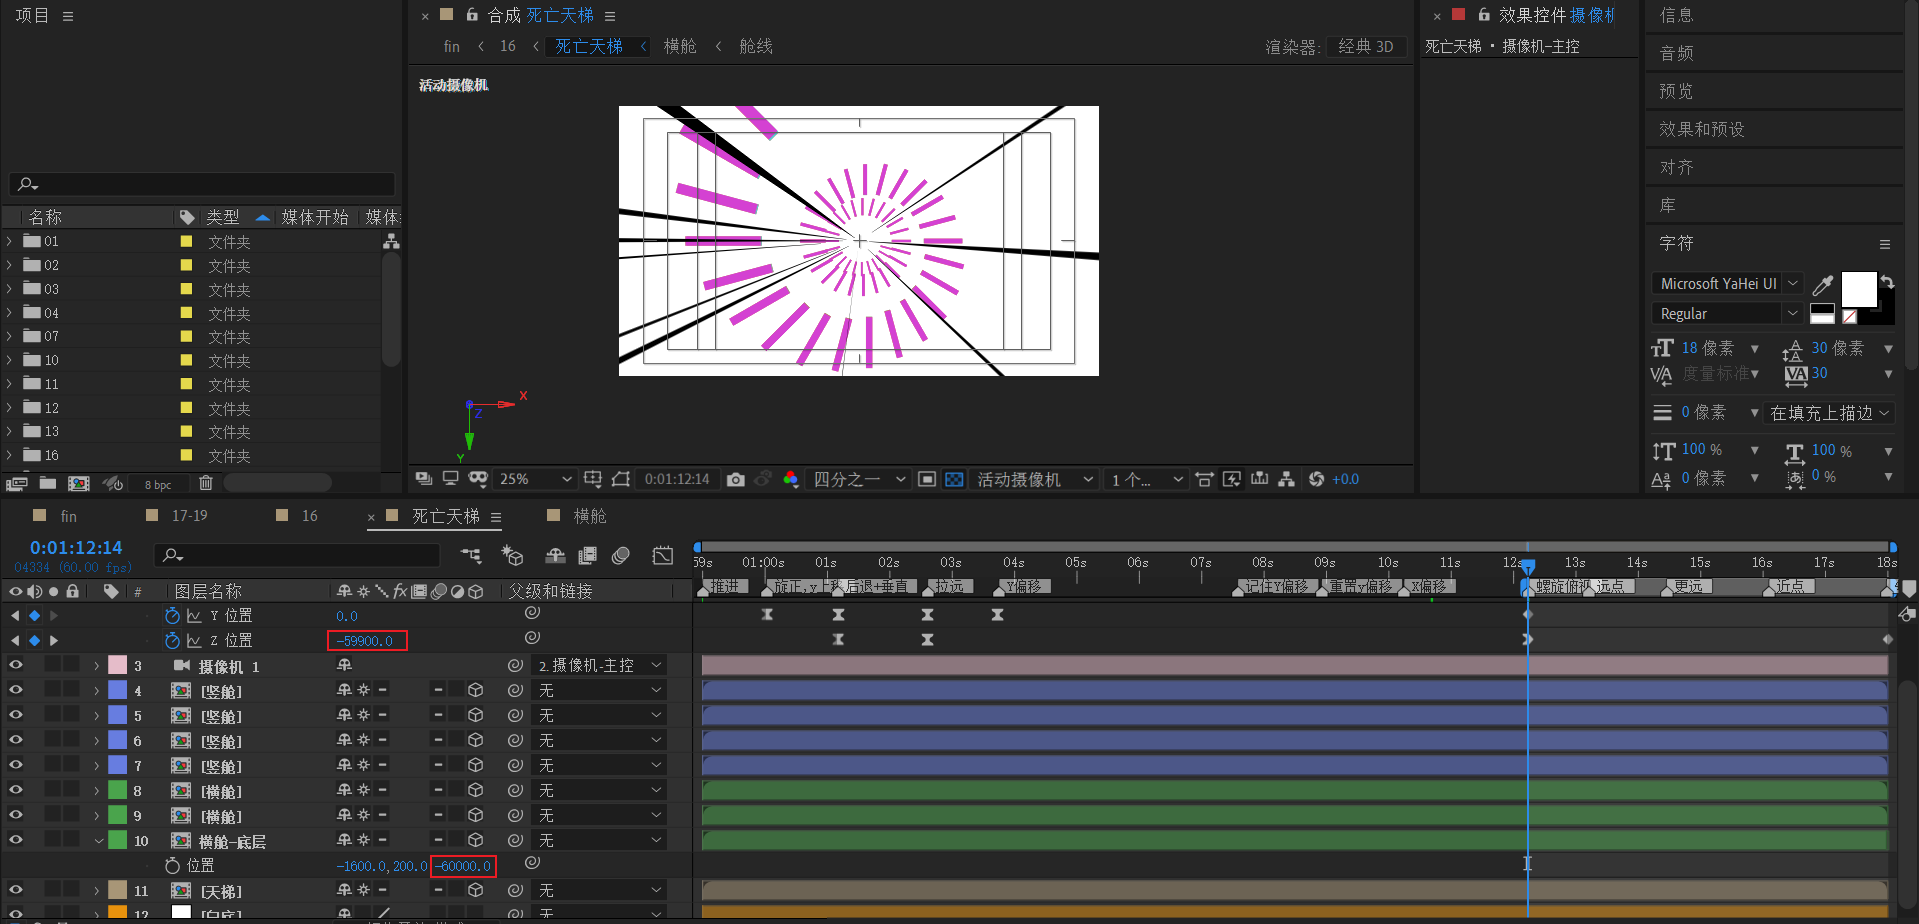 项目
名称 类型 媒体开始 媒体
01 文件夹
02 文件夹
03 文件夹
04 文件夹
07 文件夹
10 文件夹
11 文件夹
12 文件夹
13 文件夹
16 文件夹
8 bpc
× 合成 死亡天梯
fin < 16 < 死亡天梯 < 横舱 < 舱线
渲染器: 经典 3D
活动摄像机
X
Z
Y
25% 0:01:12:14 四分之一 活动摄像机 1 个... +0.0
× 效果控件 摄像机
死亡天梯 • 摄像机-主控
信息
音频
预览
效果和预设
对齐
库
字符
Microsoft YaHei UI
Regular
18 像素 30 像素
度量标准 30
0 像素 在填充上描边
100 % 100 %
0 像素 0 %
fin 17-19 16 × 死亡天梯 横舱
0:01:12:14
04334 (60.00 fps)
# 图层名称 父级和链接
:59s 01:00s 01s 02s 03s 04s 05s 06s 07s 08s 09s 10s 11s 12s 13s 14s 15s 16s 17s 18s
推进 旋正,y上移 后退+垂直 拉远 Y偏移 记住Y偏移 重置y偏移 X偏移 螺旋俯视 远点 更远 近点
Y 位置 0.0
Z 位置 -59900.0
3 摄像机 1 2. 摄像机-主控
4 [竖舱] 无
5 [竖舱] 无
6 [竖舱] 无
7 [竖舱] 无
8 [横舱] 无
9 [横舱] 无
10 横舱-底层 无
位置 -1600.0,200.0,-60000.0
11 [天梯] 无
12 [白底] 无